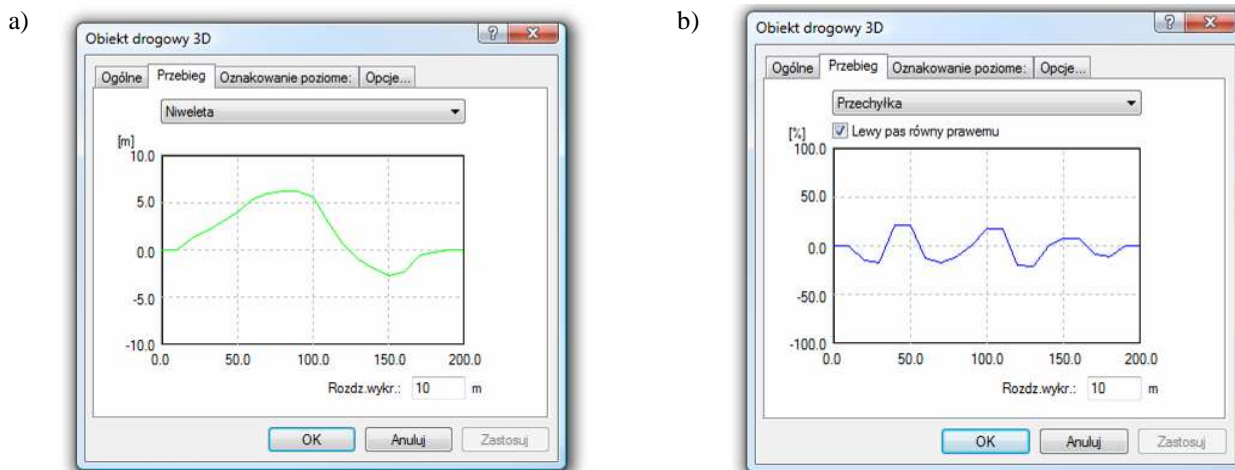 a)
Obiekt drogowy 3D
Ogólne Przebieg Oznakowanie poziome: Opcje...
Niweleta
[m]
10.0
5.0
0.0
-5.0
-10.0
0.0 50.0 100.0 150.0 200.0
Rozdz.wykr.: 10 m
OK Anuluj Zastosuj
b)
Obiekt drogowy 3D
Ogólne Przebieg Oznakowanie poziome: Opcje...
Przechyłka
[%] Lewy pas równy prawemu
100.0
50.0
0.0
-50.0
-100.0
0.0 50.0 100.0 150.0 200.0
Rozdz.wykr.: 10 m
OK Anuluj Zastosuj